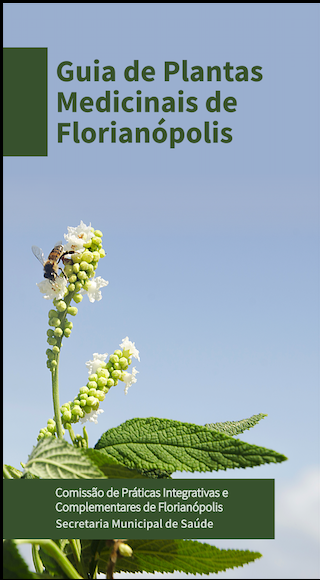 Guia de Plantas
Medicinais de
Florianópolis
Comissão de Práticas Integrativas e
Complementares de Florianópolis
Secretaria Municipal de Saúde